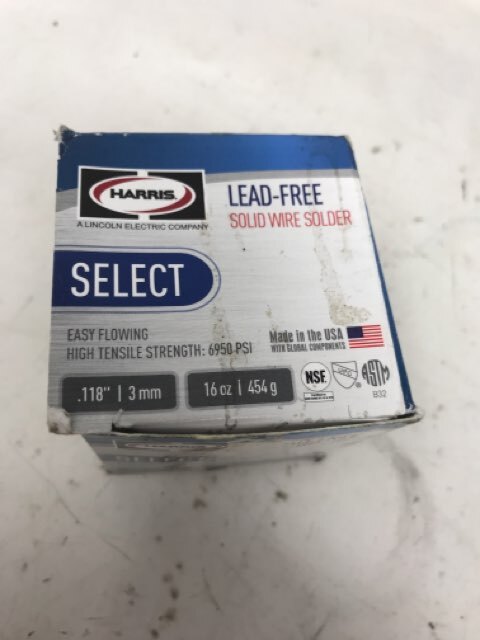 HARRIS.
A LINCOLN ELECTRIC COMPANY
LEAD-FREE
SOLID WIRE SOLDER
SELECT
EASY FLOWING
HIGH TENSILE STRENGTH: 6950 PSI
Made in the USA
WITH GLOBAL COMPONENTS
.118" | 3 mm
16 oz | 454 g
NSF
ASTM
B32